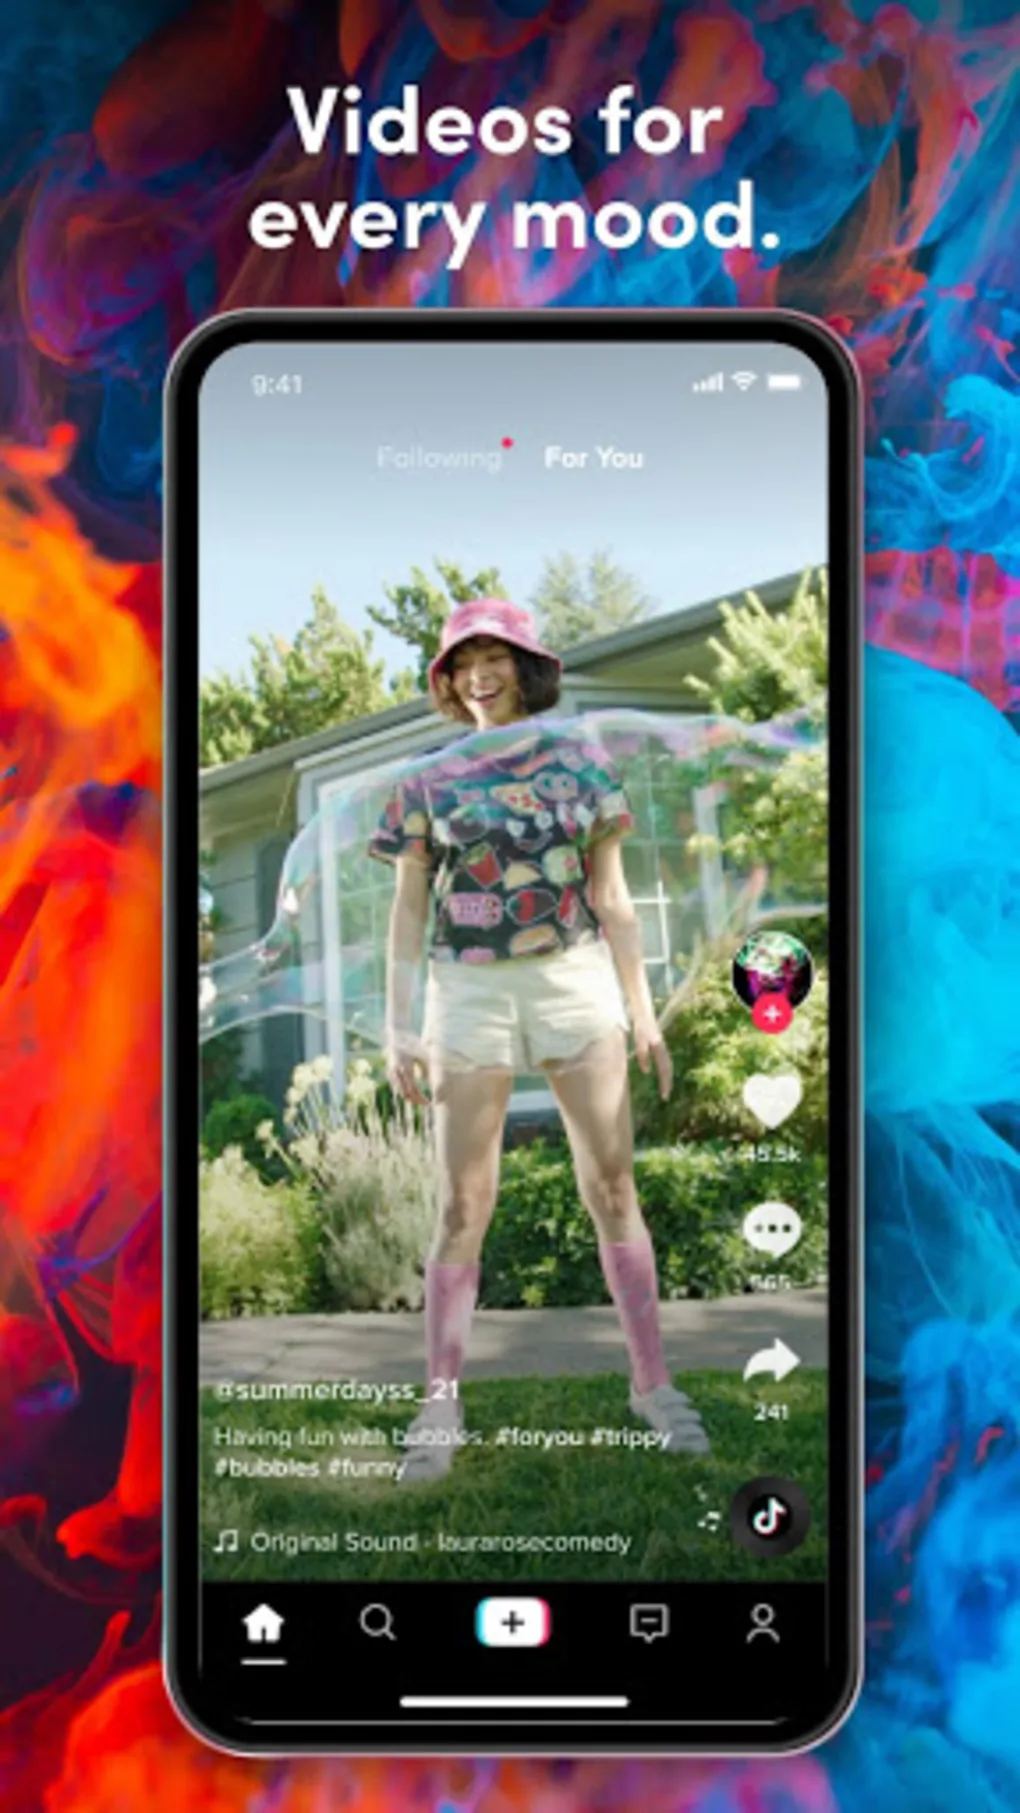 Videos for
every mood.
9:41
Following
For You
45.5k
565
241
@summerdayss_21
Having fun with bubbles. #foryou #trippy
#bubbles #funny
Original Sound - laurarosecomedy